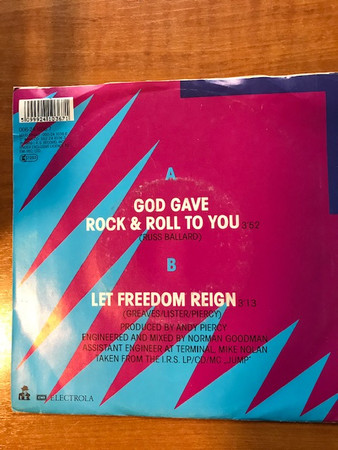 A
GOD GAVE
ROCK & ROLL TO YOU 3'52
(RUSS BALLARD)
B
LET FREEDOM REIGN 3'13
(GREAVES/LISTER/PIERCY)
PRODUCED BY ANDY PIERCY
ENGINEERED AND MIXED BY NORMAN GOODMAN
ASSISTANT ENGINEER AT TERMINAL, MIKE NOLAN
TAKEN FROM THE I.R.S. LP/CD/MC „JUMP“
EMI ELECTROLA